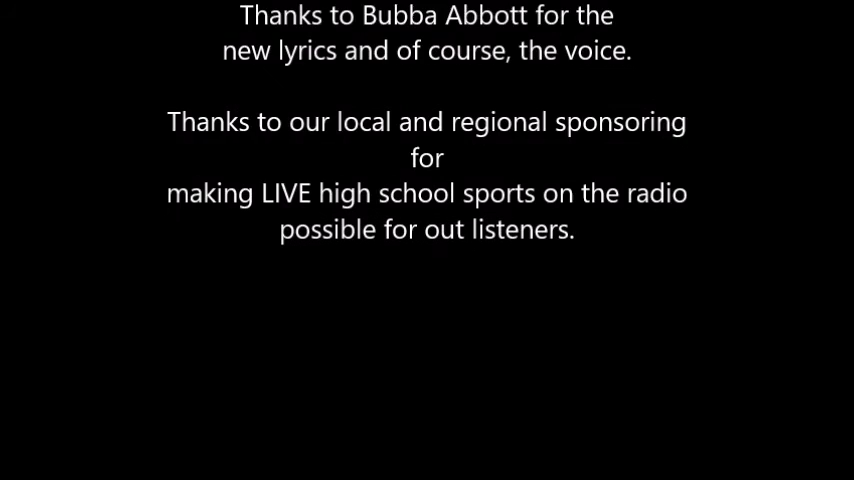 Thanks to Bubba Abbott for the
new lyrics and of course, the voice.
Thanks to our local and regional sponsoring
for
making LIVE high school sports on the radio
possible for out listeners.